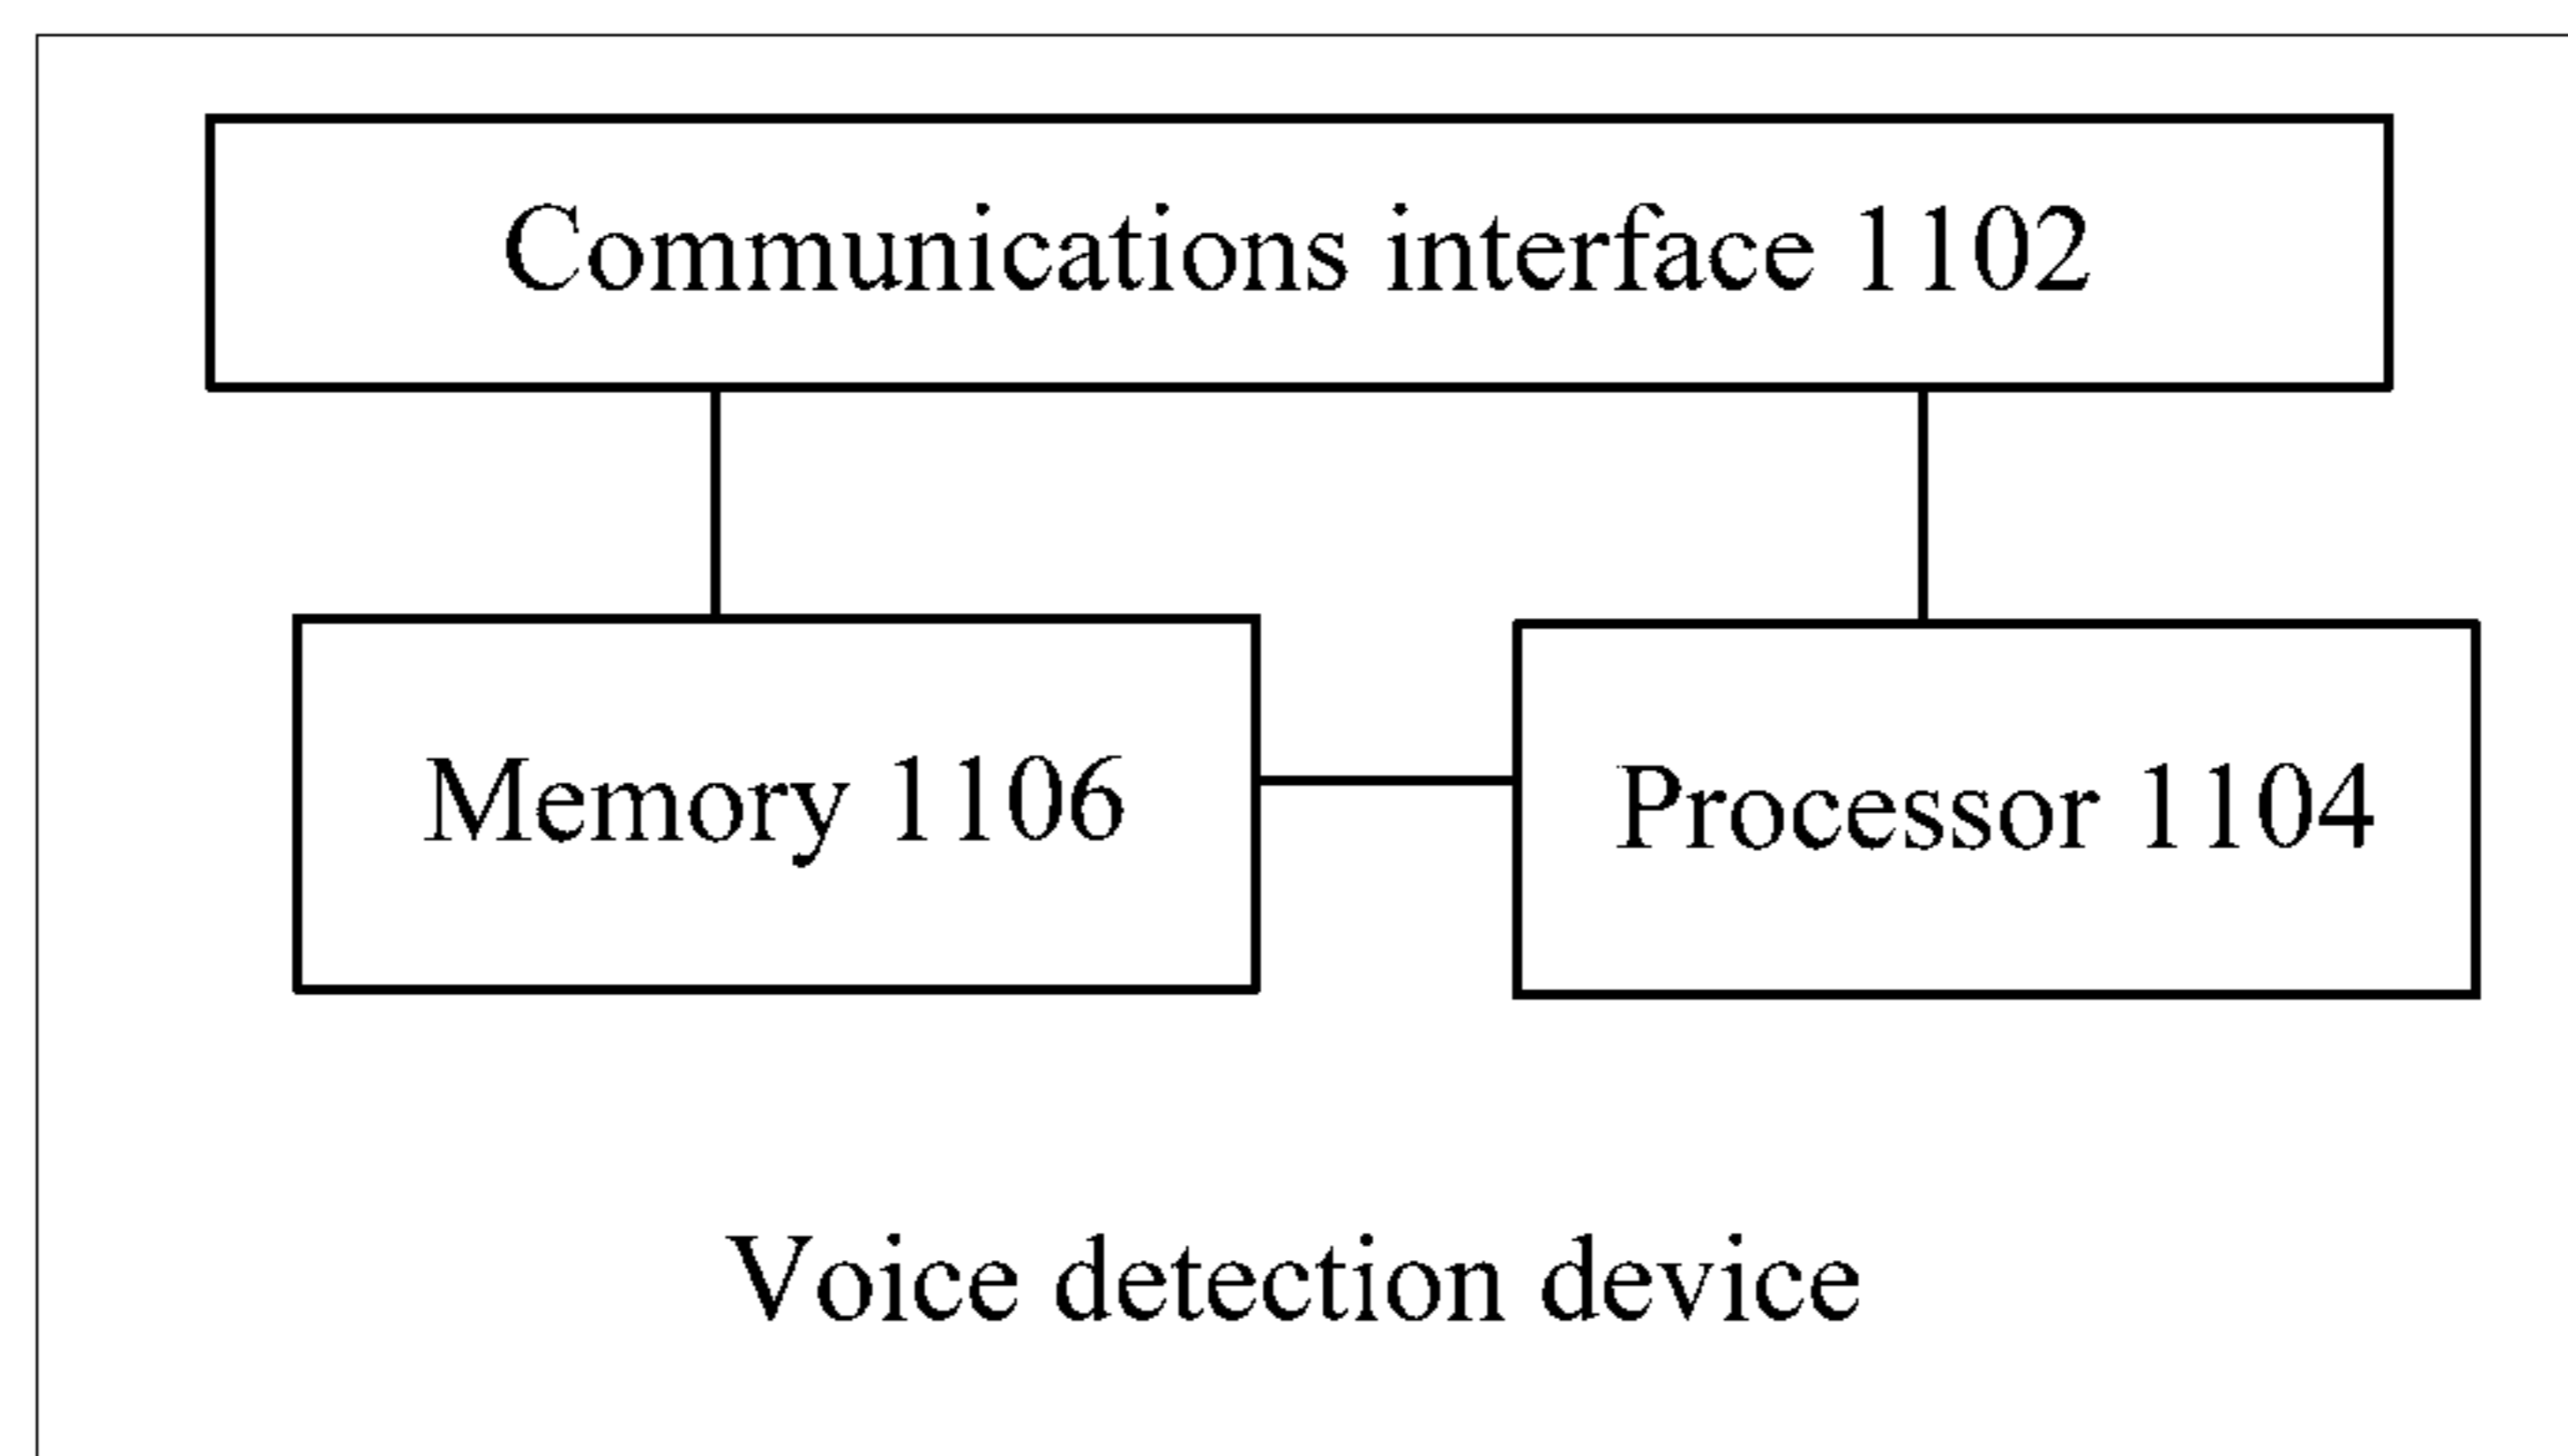 Communications interface 1102
Memory 1106
Processor 1104
Voice detection device